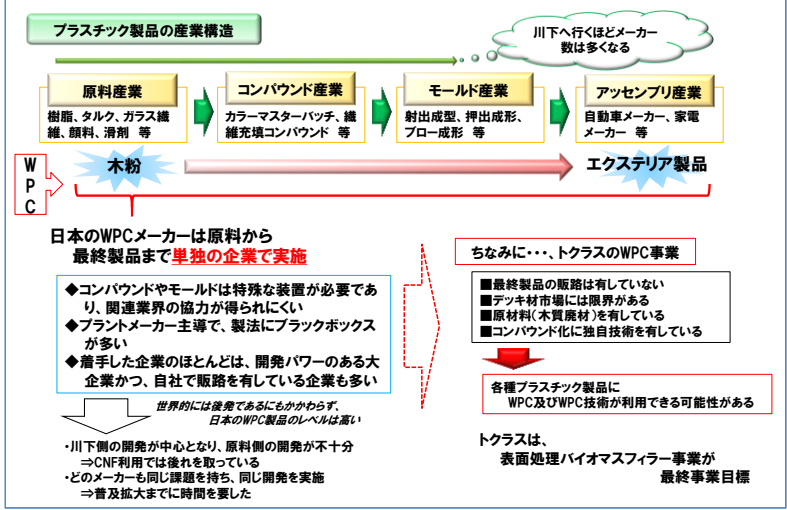 プラスチック製品の産業構造
川下へ行くほどメーカー
数は多くなる
原料産業
樹脂、タルク、ガラス繊
維、顔料、滑剤 等
コンパウンド産業
カラーマスターバッチ、繊
維充填コンパウンド 等
モールド産業
射出成型、押出成形、
ブロー成形 等
アッセンブリ産業
自動車メーカー、家電
メーカー 等
WPC
木粉
エクステリア製品
日本のWPCメーカーは原料から
最終製品まで単独の企業で実施
◆コンパウンドやモールドは特殊な装置が必要であ
り、関連業界の協力が得られにくい
◆プラントメーカー主導で、製法にブラックボックス
が多い
◆着手した企業のほとんどは、開発パワーのある大
企業かつ、自社で販路を有している企業も多い
世界的には後発であるにもかかわらず、
日本のWPC製品のレベルは高い
・川下側の開発が中心となり、原料側の開発が不十分
⇒CNF利用では後れを取っている
・どのメーカーも同じ課題を持ち、同じ開発を実施
⇒普及拡大までに時間を要した
ちなみに・・・、トクラスのWPC事業
■最終製品の販路は有していない
■デッキ材市場には限界がある
■原材料(木質廃材)を有している
■コンパウンド化に独自技術を有している
各種プラスチック製品に
WPC及びWPC技術が利用できる可能性がある
トクラスは、
表面処理バイオマスフィラー事業が
最終事業目標